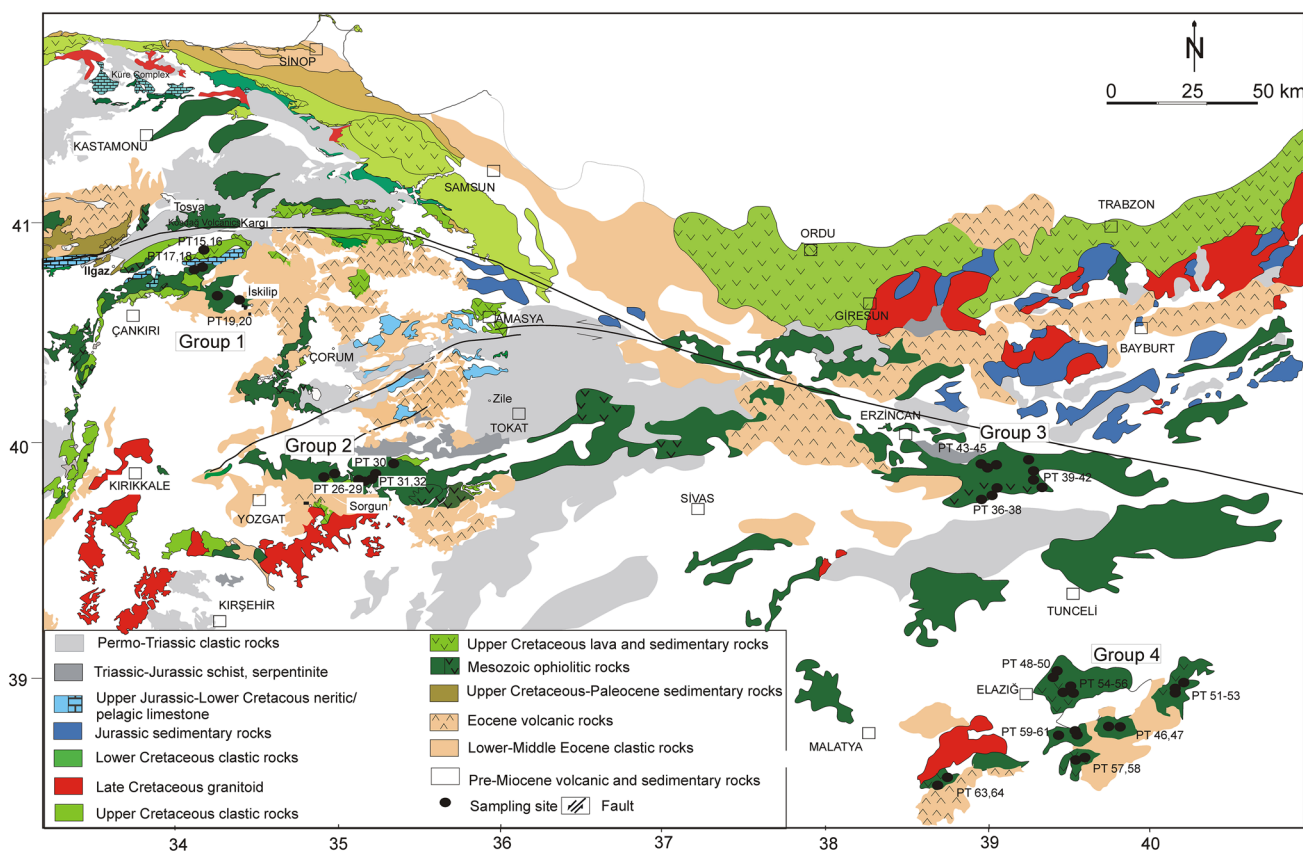 SİNOP
N
Küre Complex
0 25 50 km
KASTAMONU
SAMSUN
TRABZON
Tosya
Kargı
41
ORDU
PT15,16
PT17,18
Ilgaz
İskilip
GİRESUN
ÇANKIRI
PT19,20
AMASYA
Group 1
BAYBURT
ÇORUM
Zile
ERZİNCAN
TOKAT
Group 3
40
Group 2
PT 43-45
PT 30
KIRIKKALE
PT 31,32
PT 39-42
PT 26-29
SİVAS
Sorgun
PT 36-38
YOZGAT
KIRŞEHİR
TUNCELİ
Permo-Triassic clastic rocks
Triassic-Jurassic schist, serpentinite
Upper Jurassic-Lower Cretacous neritic/
pelagic limestone
Jurassic sedimentary rocks
Lower Cretaceous clastic rocks
Late Cretaceous granitoid
Upper Cretaceous clastic rocks
Upper Cretaceous lava and sedimentary rocks
Mesozoic ophiolitic rocks
Upper Cretaceous-Paleocene sedimentary rocks
Eocene volcanic rocks
Lower-Middle Eocene clastic rocks
Pre-Miocene volcanic and sedimentary rocks
Sampling site
Fault
39
Group 4
PT 48-50
ELAZIĞ
PT 54-56
PT 51-53
MALATYA
PT 59-61
PT 46,47
PT 57,58
PT 63,64
34 35 36 37 38 39 40